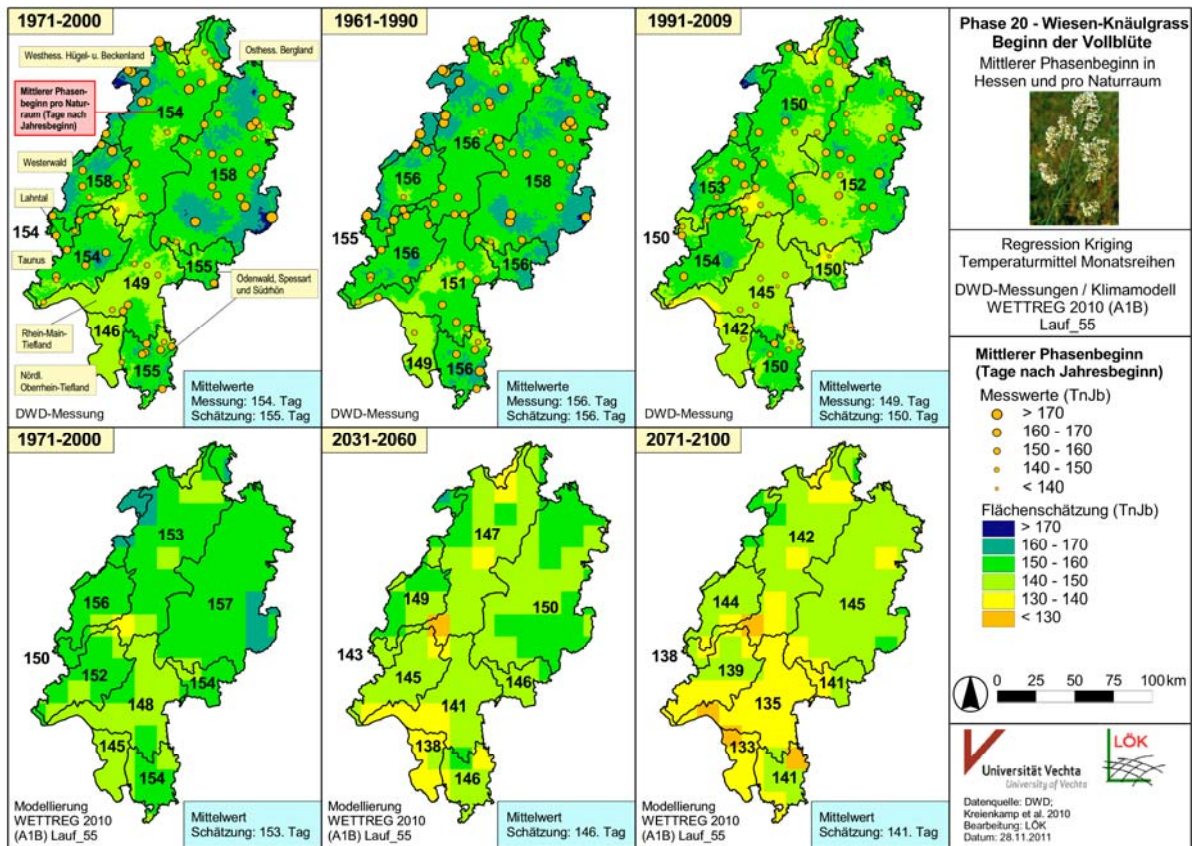 1971-2000
Westhess. Hügel- u. Beckenland
Osthess. Bergland
Mittlerer Phasen-
beginn pro Natur-
raum (Tage nach
Jahresbeginn)
154
Westerwald
158
158
Lahntal
154
154
Taunus
155
149
Odenwald, Spessart
und Südrhön
Rhein-Main-
Tiefland
146
Nördl.
Oberrhein-Tiefland
155
DWD-Messung
Mittelwerte
Messung: 154. Tag
Schätzung: 155. Tag
1961-1990
156
156
158
155
156
156
151
149
156
DWD-Messung
Mittelwerte
Messung: 156. Tag
Schätzung: 156. Tag
1991-2009
150
153
152
150
154
150
145
142
150
Mittelwerte
Messung: 149. Tag
Schätzung: 150. Tag
1971-2000
153
156
157
150
152
154
148
145
154
Modellierung
WETTREG 2010
(A1B) Lauf_55
Mittelwert
Schätzung: 153. Tag
2031-2060
147
149
150
143
145
146
141
138
146
Modellierung
WETTREG 2010
(A1B) Lauf_55
Mittelwert
Schätzung: 146. Tag
2071-2100
142
144
145
138
139
141
135
133
141
Modellierung
WETTREG 2010
(A1B) Lauf_55
Mittelwert
Schätzung: 141. Tag
Phase 20 - Wiesen-Knäulgrass
Beginn der Vollblüte
Mittlerer Phasenbeginn in
Hessen und pro Naturraum
Regression Kriging
Temperaturmittel Monatsreihen
DWD-Messungen / Klimamodell
WETTREG 2010 (A1B)
Lauf_55
Mittlerer Phasenbeginn
(Tage nach Jahresbeginn)
Messwerte (TnJb)
> 170
160 - 170
150 - 160
140 - 150
< 140
Flächenschätzung (TnJb)
> 170
160 - 170
150 - 160
140 - 150
130 - 140
< 130
0 25 50 75 100 km
Universität Vechta
University of Vechta
LÖK
Datenquelle: DWD;
Kreienkamp et al. 2010
Bearbeitung: LÖK
Datum: 28.11.2011